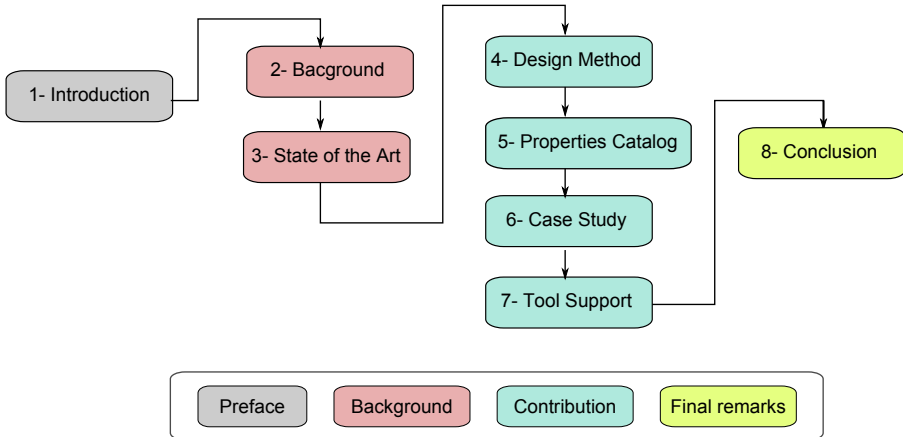 1- Introduction
2- Bacground
3- State of the Art
4- Design Method
5- Properties Catalog
6- Case Study
7- Tool Support
8- Conclusion
Preface
Background
Contribution
Final remarks